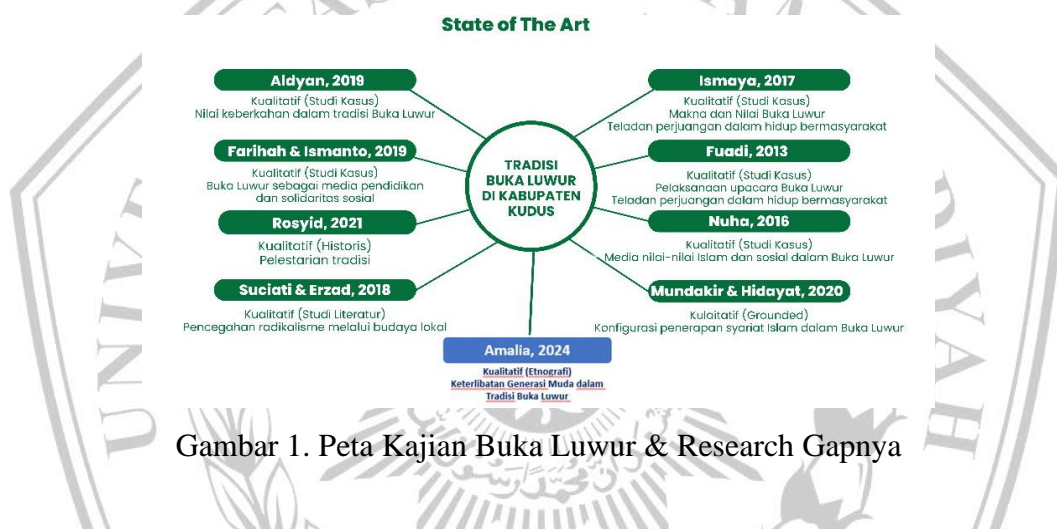 State of The Art
Aldyan, 2019
Kualitatif (Studi Kasus)
Nilai keberkahan dalam tradisi Buka Luwur
Farihah & Ismanto, 2019
Kualitatif (Studi Kasus)
Buka Luwur sebagai media pendidikan
dan solidaritas sosial
Rosyid, 2021
Kualitatif (Historis)
Pelestarian tradisi
Suciati & Erzad, 2018
Kualitatif (Studi Literatur)
Pencegahan radikalisme melalui budaya lokal
TRADISI
BUKA LUWUR
DI KABUPATEN
KUDUS
Ismaya, 2017
Kualitatif (Studi Kasus)
Makna dan Nilai Buka Luwur
Teladan perjuangan dalam hidup bermasyarakat
Fuadi, 2013
Kualitatif (Studi Kasus)
Pelaksanaan upacara Buka Luwur
Teladan perjuangan dalam hidup bermasyarakat
Nuha, 2016
Kualitatif (Studi Kasus)
Media nilai-nilai Islam dan sosial dalam Buka Luwur
Mundakir & Hidayat, 2020
Kulaitatif (Grounded)
Konfigurasi penerapan syariat Islam dalam Buka Luwur
Amalia, 2024
Kualitatif (Etnografi)
Keterlibatan Generasi Muda dalam
Tradisi Buka Luwur
Gambar 1. Peta Kajian Buka Luwur & Research Gapnya